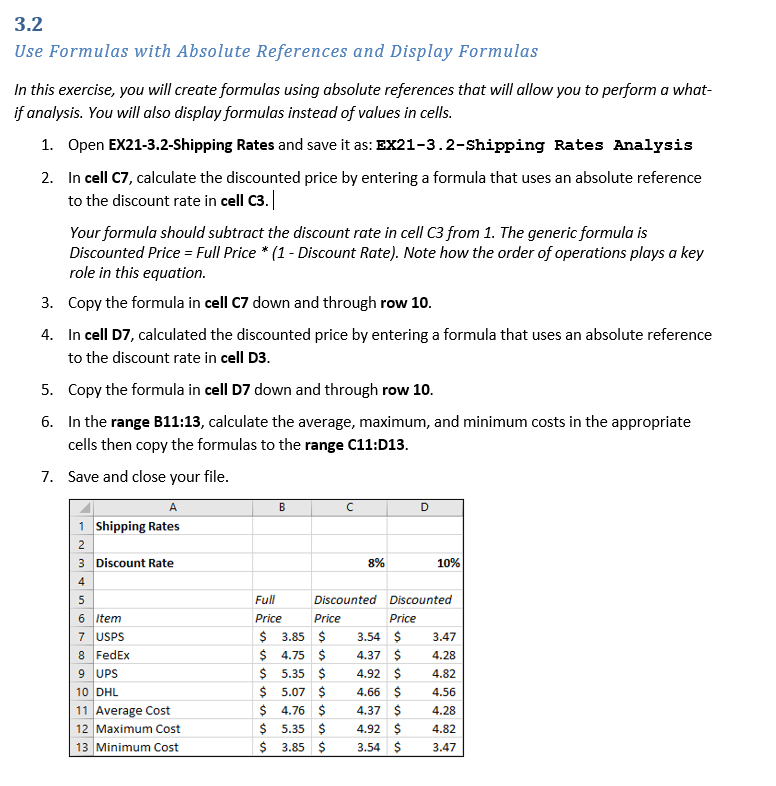 3.2
Use Formulas with Absolute References and Display Formulas
In this exercise, you will create formulas using absolute references that will allow you to perform a what-
if analysis. You will also display formulas instead of values in cells.
1. Open EX21-3.2-Shipping Rates and save it as: EX21-3.2-Shipping Rates Analysis
2. In cell C7, calculate the discounted price by entering a formula that uses an absolute reference
to the discount rate in cell C3.
Your formula should subtract the discount rate in cell C3 from 1. The generic formula is
Discounted Price = Full Price * (1 - Discount Rate). Note how the order of operations plays a key
role in this equation.
3. Copy the formula in cell C7 down and through row 10.
4. In cell D7, calculated the discounted price by entering a formula that uses an absolute reference
to the discount rate in cell D3.
5. Copy the formula in cell D7 down and through row 10.
6. In the range B11:13, calculate the average, maximum, and minimum costs in the appropriate
cells then copy the formulas to the range C11:D13.
7. Save and close your file.
A B C D
1 Shipping Rates
2
3 Discount Rate 8% 10%
4
5 Full Discounted Discounted
6 Item Price Price Price
7 USPS $ 3.85 $ 3.54 $ 3.47
8 FedEx $ 4.75 $ 4.37 $ 4.28
9 UPS $ 5.35 $ 4.92 $ 4.82
10 DHL $ 5.07 $ 4.66 $ 4.56
11 Average Cost $ 4.76 $ 4.37 $ 4.28
12 Maximum Cost $ 5.35 $ 4.92 $ 4.82
13 Minimum Cost $ 3.85 $ 3.54 $ 3.47